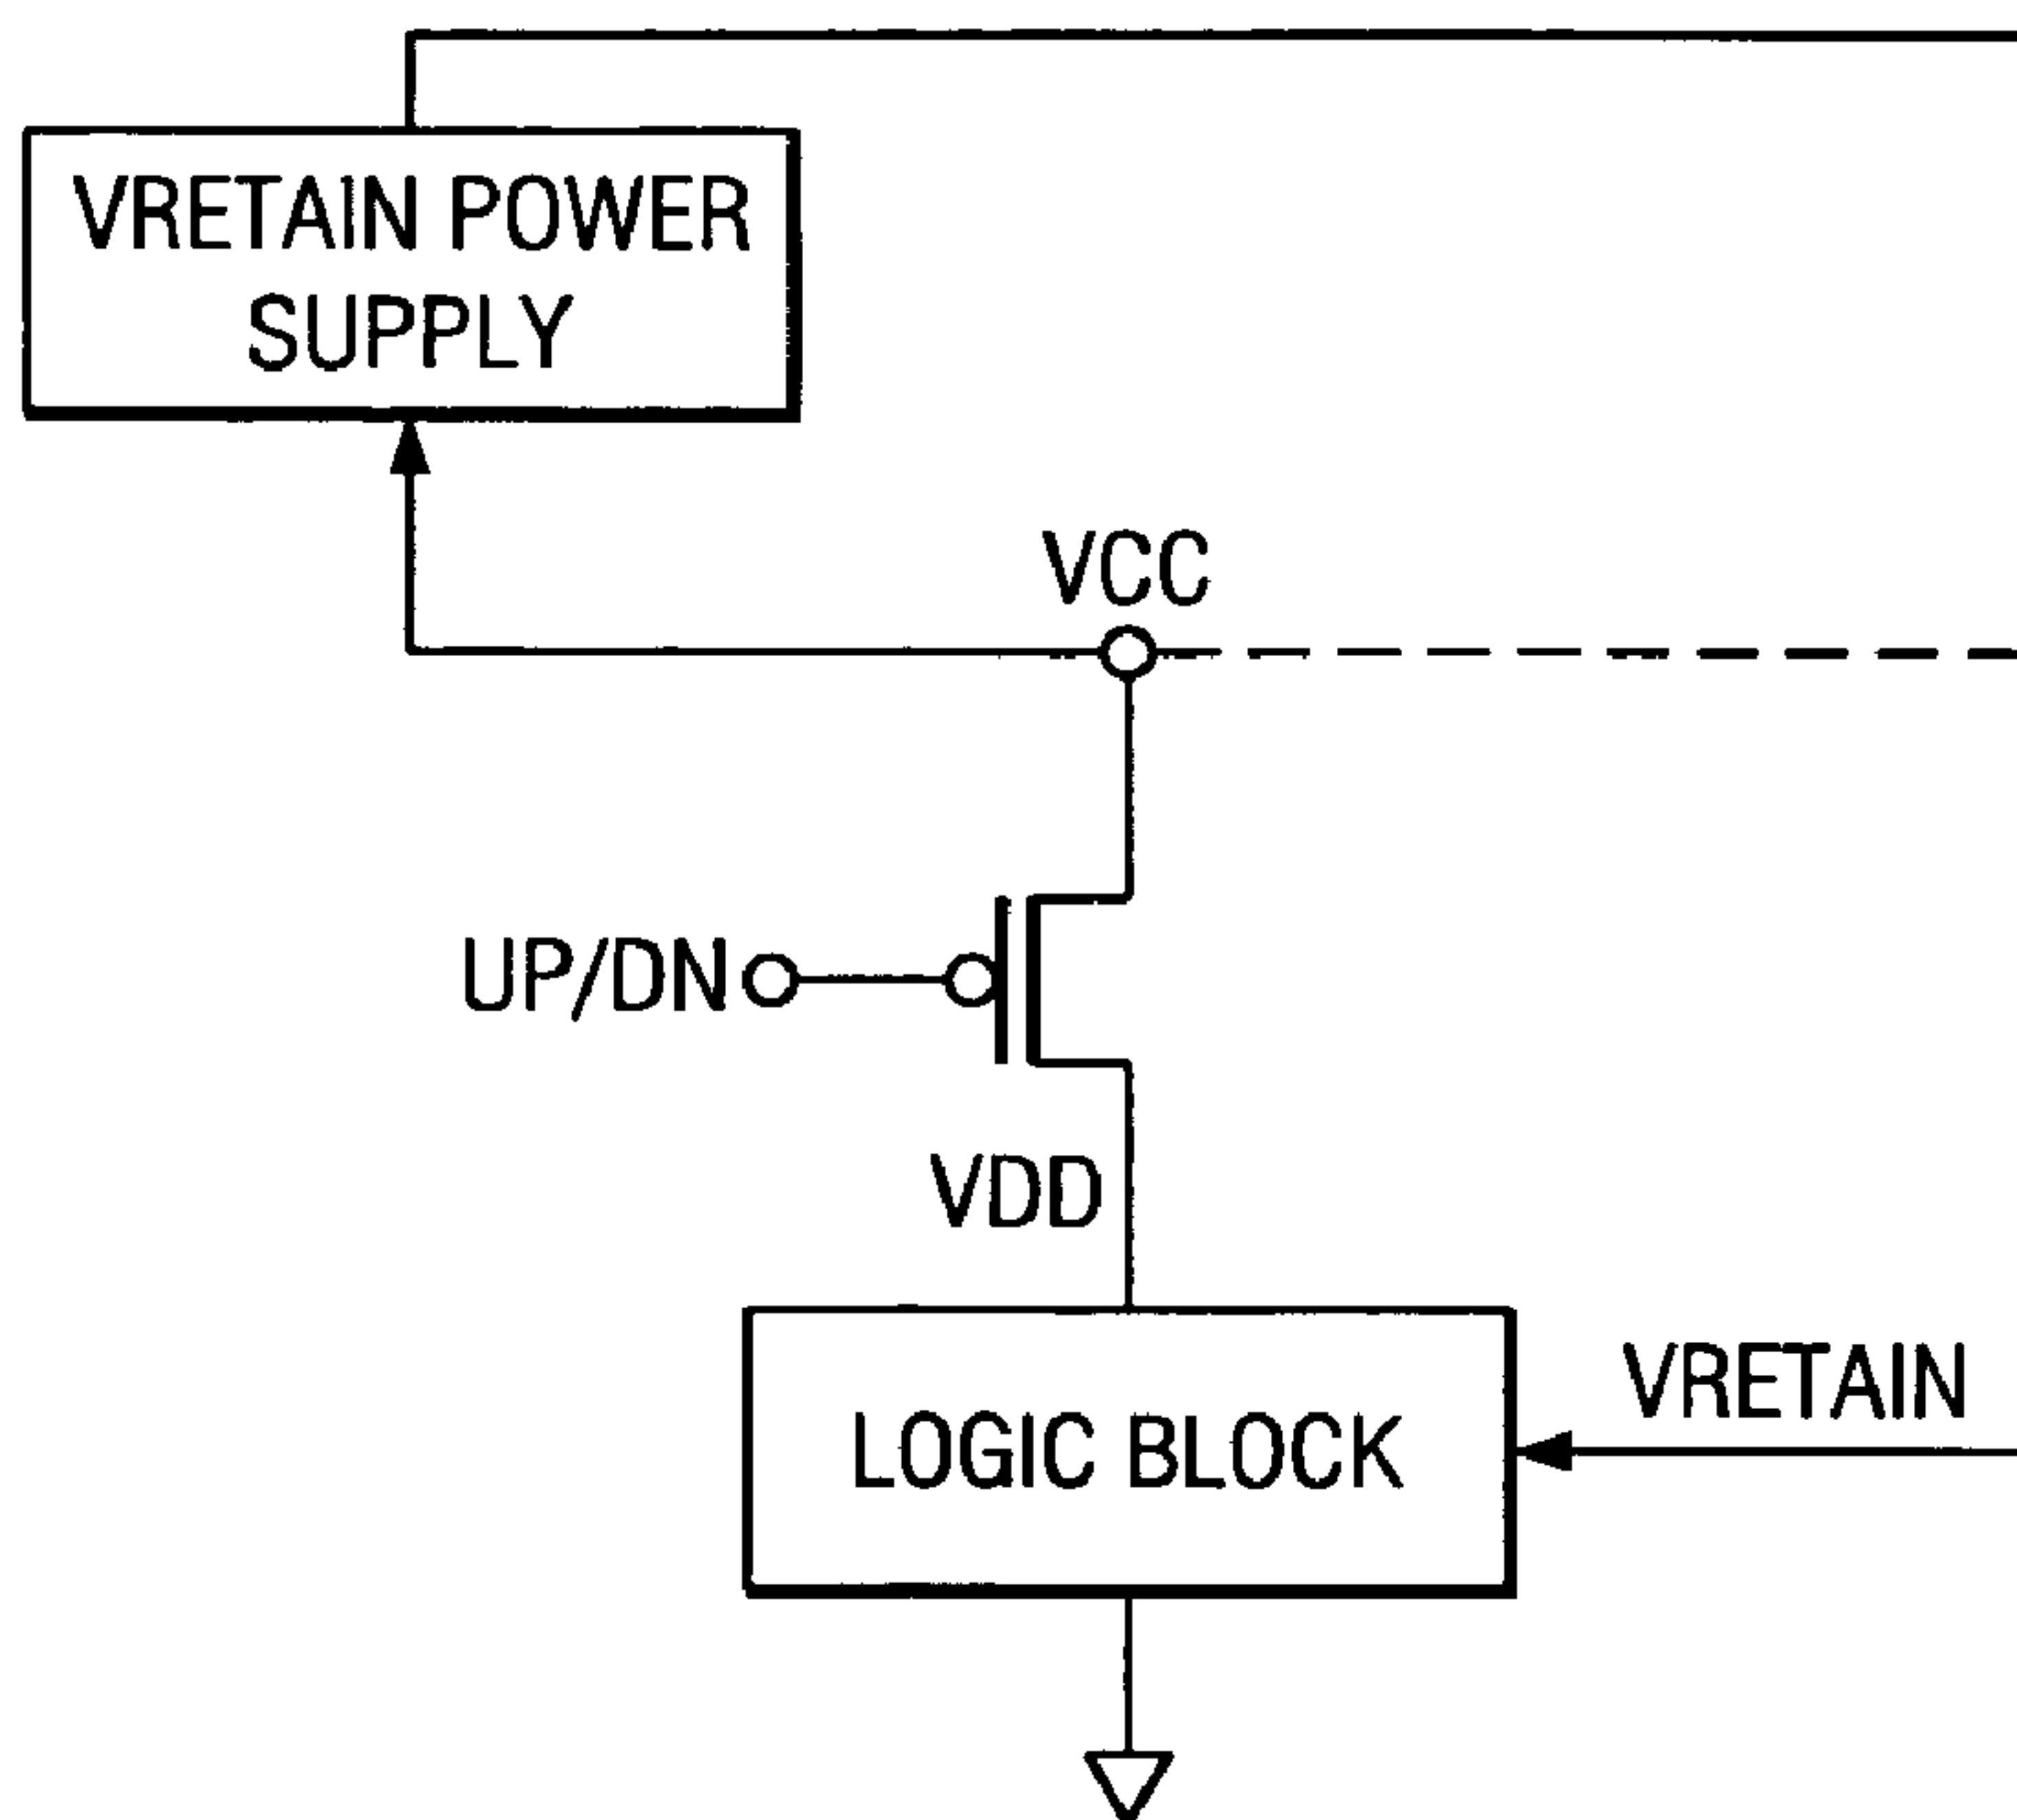 VRETAIN POWER
SUPPLY
VCC
UP/DN
VDD
VRETAIN
LOGIC BLOCK